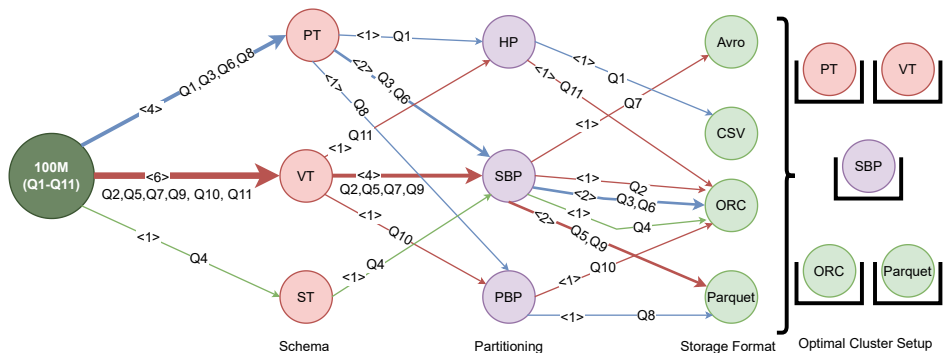 100M
(Q1-Q11)
<4>
Q1,Q3,Q6,Q8
<6>
Q2,Q5,Q7,Q9, Q10, Q11
<1>
Q4
PT
VT
ST
<1>
Q1
<2>
Q3,Q6
<1>
Q8
<1>
Q11
<4>
Q2,Q5,Q7,Q9
<1>
Q10
<1>
Q4
HP
SBP
PBP
<1>
Q1
<1>
Q11
<1>
Q7
<1>
Q2
<2>
Q3,Q6
<1>
Q4
<2>
Q5,Q9
<1>
Q10
<1>
Q8
Avro
CSV
ORC
Parquet
PT
VT
SBP
ORC
Parquet
Schema
Partitioning
Storage Format
Optimal Cluster Setup